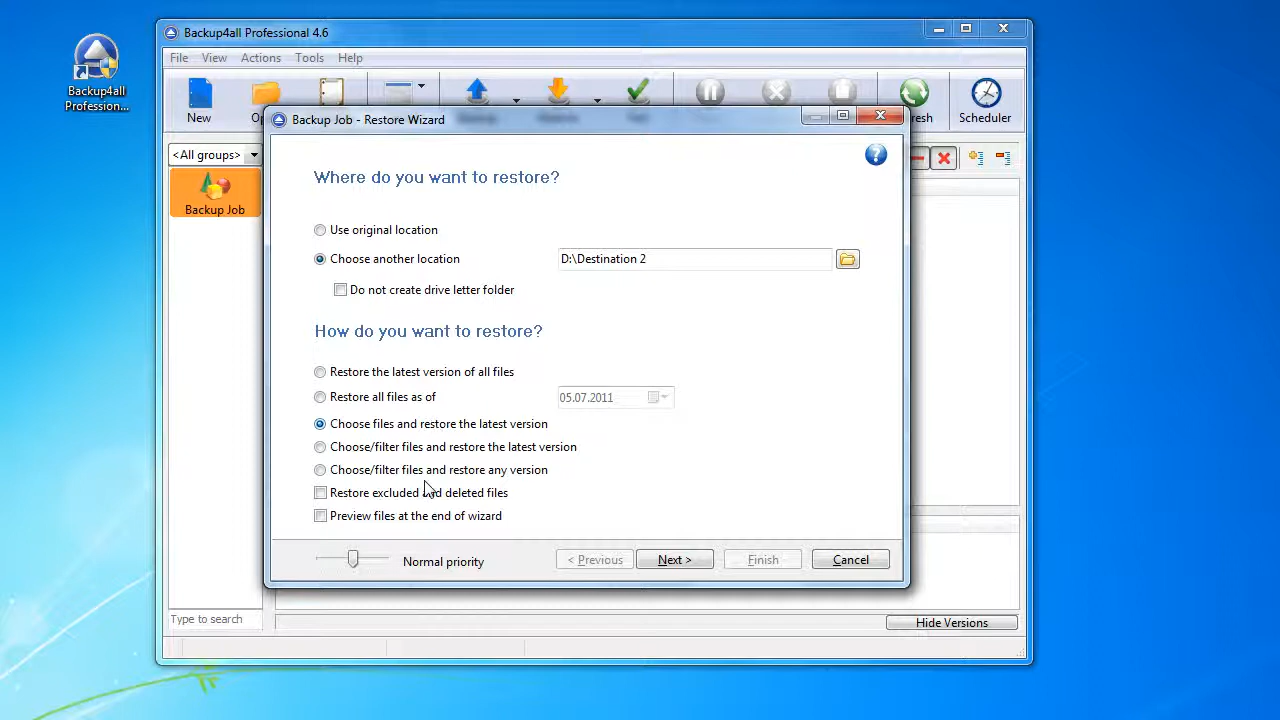 Backup4all Professional 4.6
File View Actions Tools Help
Backup4all
Profession...
New
Scheduler
Backup Job - Restore Wizard
<All groups>
Backup Job
Where do you want to restore?
Use original location
Choose another location D:\Destination 2
Do not create drive letter folder
How do you want to restore?
Restore the latest version of all files
Restore all files as of 05.07.2011
Choose files and restore the latest version
Choose/filter files and restore the latest version
Choose/filter files and restore any version
Restore excluded and deleted files
Preview files at the end of wizard
Normal priority < Previous Next > Finish Cancel
Type to search
Hide Versions